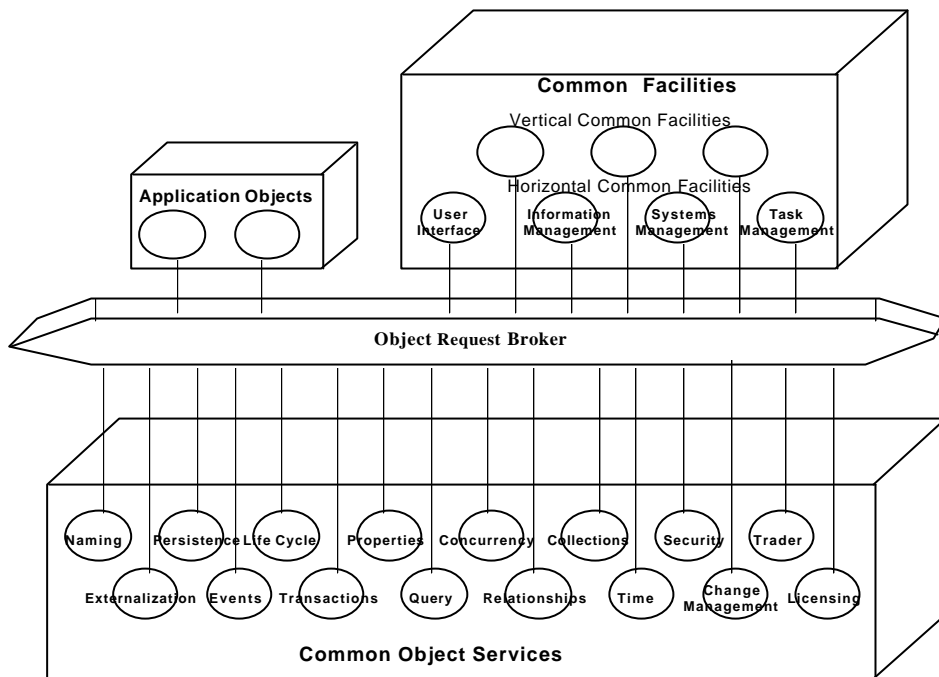 Common Facilities
Vertical Common Facilities
Horizontal Common Facilities
User
Interface
Information
Management
Systems
Management
Task
Management
Application Objects
Object Request Broker
Naming
Persistence
Life Cycle
Properties
Concurrency
Collections
Security
Trader
Externalization
Events
Transactions
Query
Relationships
Time
Change
Management
Licensing
Common Object Services